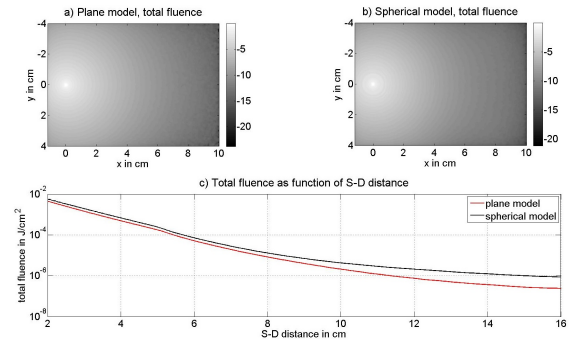 a) Plane model, total fluence
-4
-2
0
2
4
y in cm
0 2 4 6 8 10
x in cm
-5
-10
-15
-20
b) Spherical model, total fluence
-4
-2
0
2
4
y in cm
0 2 4 6 8 10
x in cm
-5
-10
-15
-20
c) Total fluence as function of S-D distance
10^-2
10^-4
10^-6
10^-8
total fluence in J/cm^2
plane model
spherical model
2 4 6 8 10 12 14 16
S-D distance in cm